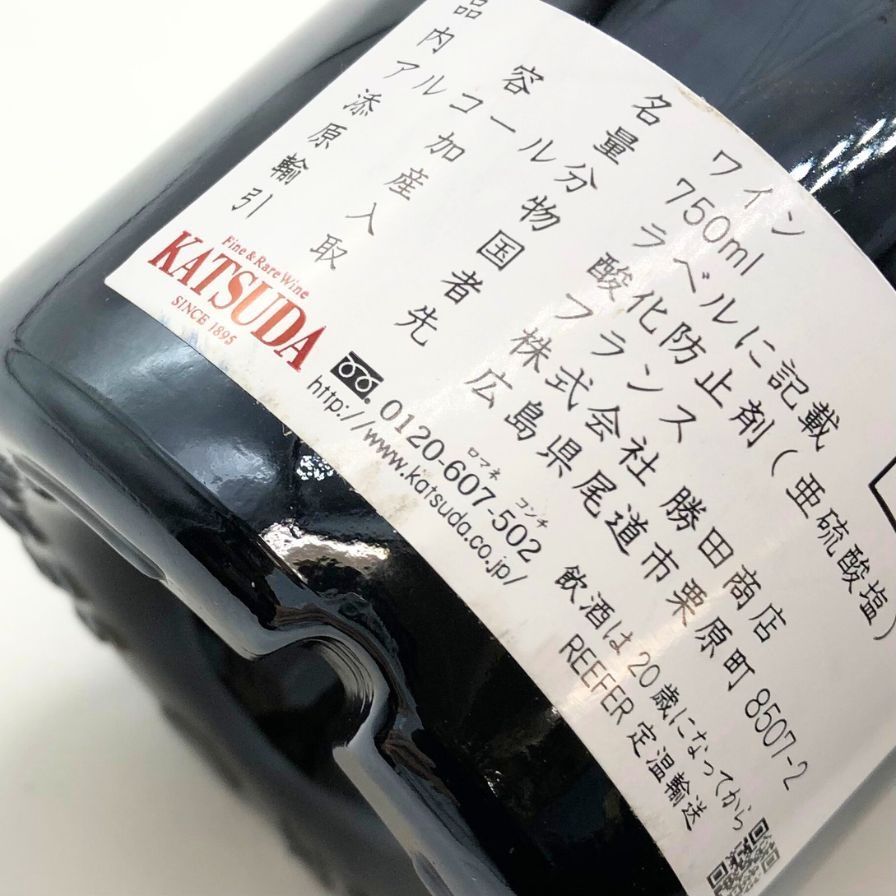 品名 ワイン
内容量 750ml
アルコール分 ラベルに記載
添加物 酸化防止剤(亜硫酸塩)
原産国 フランス
輸入者 株式会社 勝田商店
引取先 広島県尾道市栗原町 8507-2
Fine & Rare Wine
KATSUDA
SINCE 1895
ロマネ コンチ
0120-607-502
http://www.katsuda.co.jp/
飲酒は20歳になってから
REEFER 定温輸送